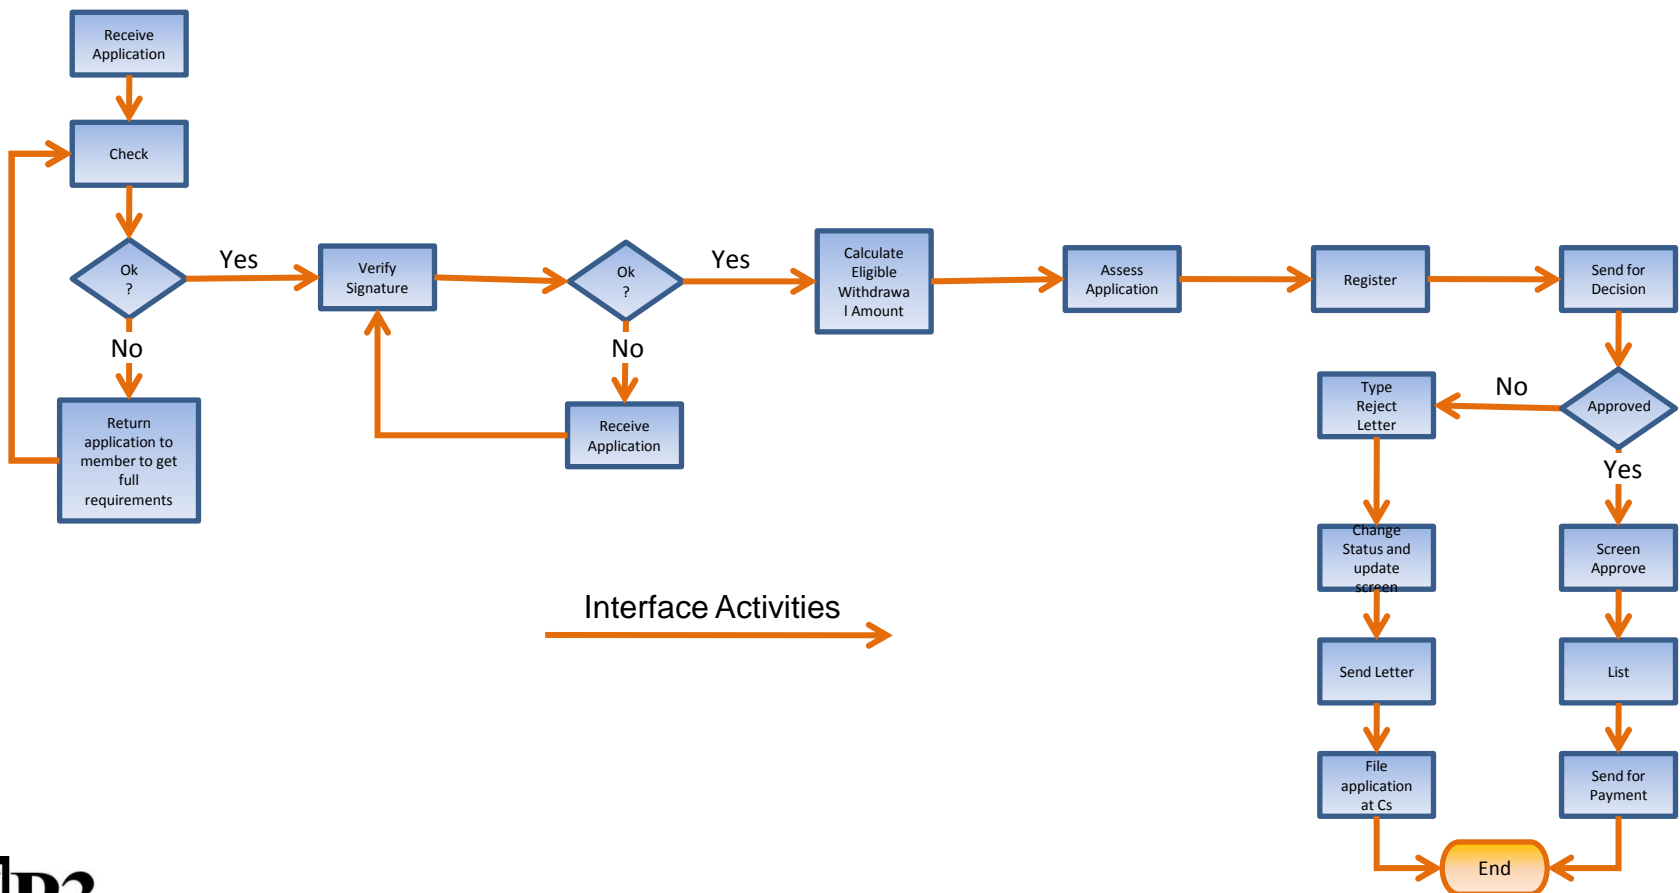 Receive
Application
Check
Ok
?
Yes
No
Return
application to
member to get
full
requirements
Verify
Signature
Ok
?
Yes
No
Receive
Application
Calculate
Eligible
Withdrawa
l Amount
Assess
Application
Register
Send for
Decision
Approved
No
Yes
Type
Reject
Letter
Change
Status and
update
screen
Send Letter
File
application
at Cs
Screen
Approve
List
Send for
Payment
End
Interface Activities